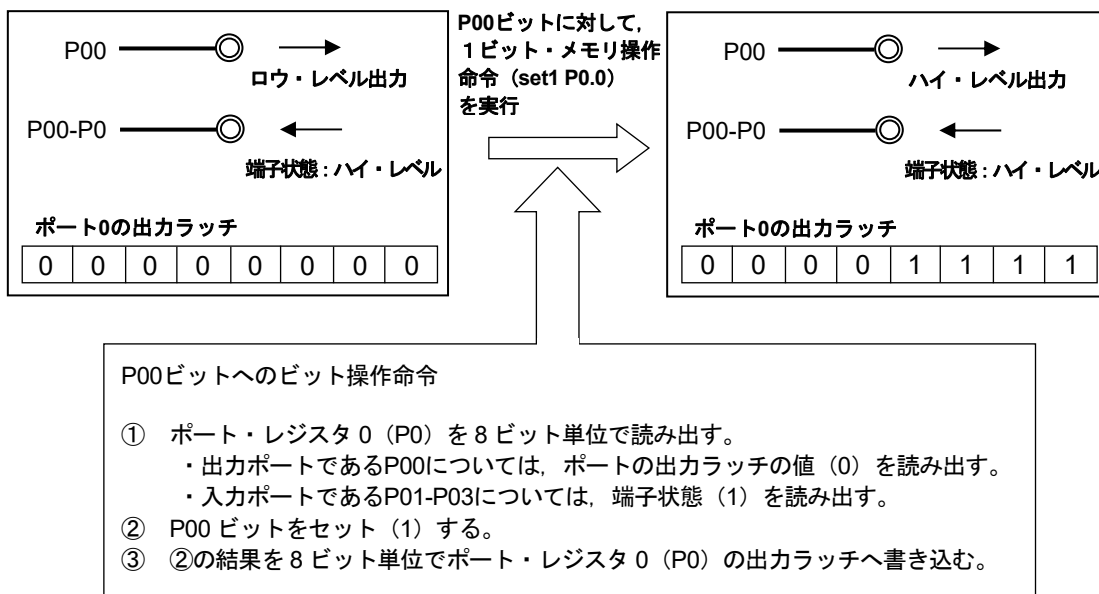 P00
ロウ・レベル出力
P00-P0
端子状態：ハイ・レベル
ポート0の出力ラッチ
0 0 0 0 0 0 0 0
P00ビットに対して，
1ビット・メモリ操作
命令（set1 P0.0）
を実行
P00
ハイ・レベル出力
P00-P0
端子状態：ハイ・レベル
ポート0の出力ラッチ
0 0 0 0 1 1 1 1
P00ビットへのビット操作命令
① ポート・レジスタ 0（P0）を 8 ビット単位で読み出す。
・出力ポートであるP00については，ポートの出力ラッチの値（0）を読み出す。
・入力ポートであるP01-P03については，端子状態（1）を読み出す。
② P00 ビットをセット（1）する。
③ ②の結果を 8 ビット単位でポート・レジスタ 0（P0）の出力ラッチへ書き込む。